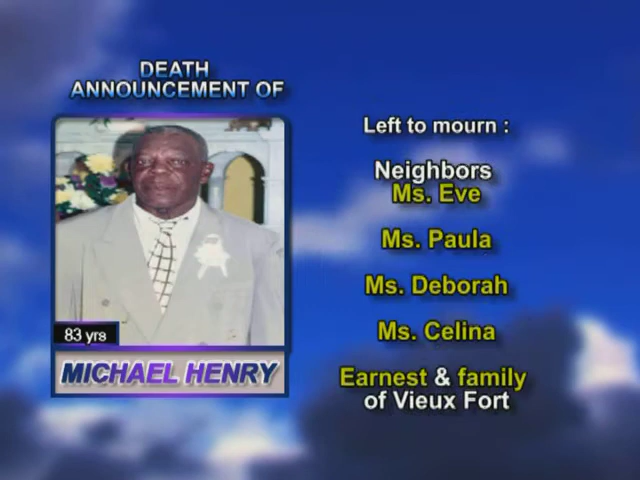 DEATH
ANNOUNCEMENT OF
83 yrs
MICHAEL HENRY
Left to mourn :
Neighbors
Ms. Eve
Ms. Paula
Ms. Deborah
Ms. Celina
Earnest & family
of Vieux Fort